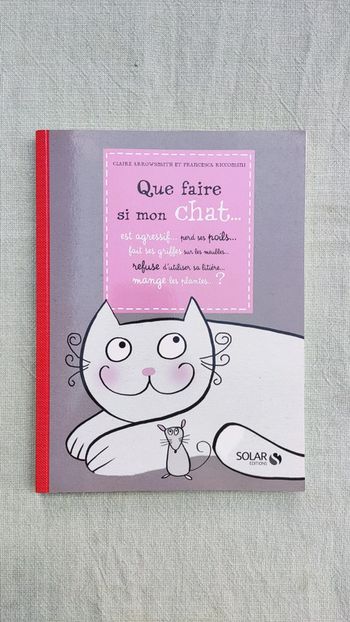 CLAIRE ARROWSMITH ET FRANCESCA RICCOMINI
Que faire
si mon chat...
est agressif... perd ses poils...
fait ses griffes sur les meubles...
refuse d'utiliser sa litière...
mange les plantes... ?
SOLAR S
EDITIONS